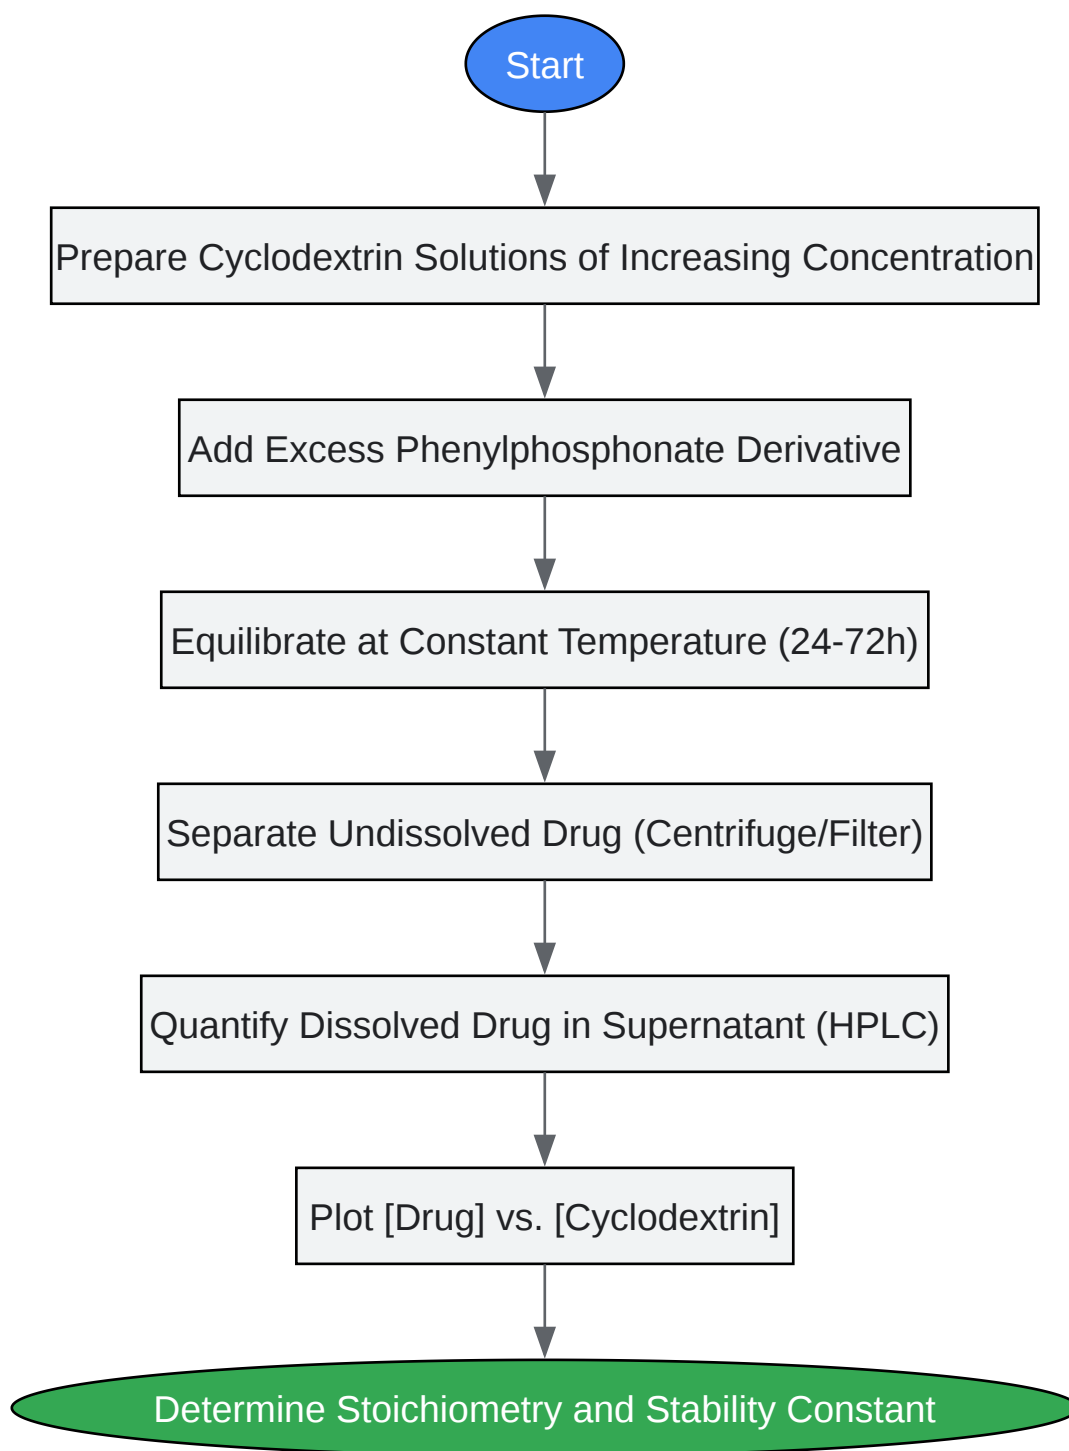 Start
Prepare Cyclodextrin Solutions of Increasing Concentration
Add Excess Phenylphosphonate Derivative
Equilibrate at Constant Temperature (24-72h)
Separate Undissolved Drug (Centrifuge/Filter)
Quantify Dissolved Drug in Supernatant (HPLC)
Plot [Drug] vs. [Cyclodextrin]
Determine Stoichiometry and Stability Constant